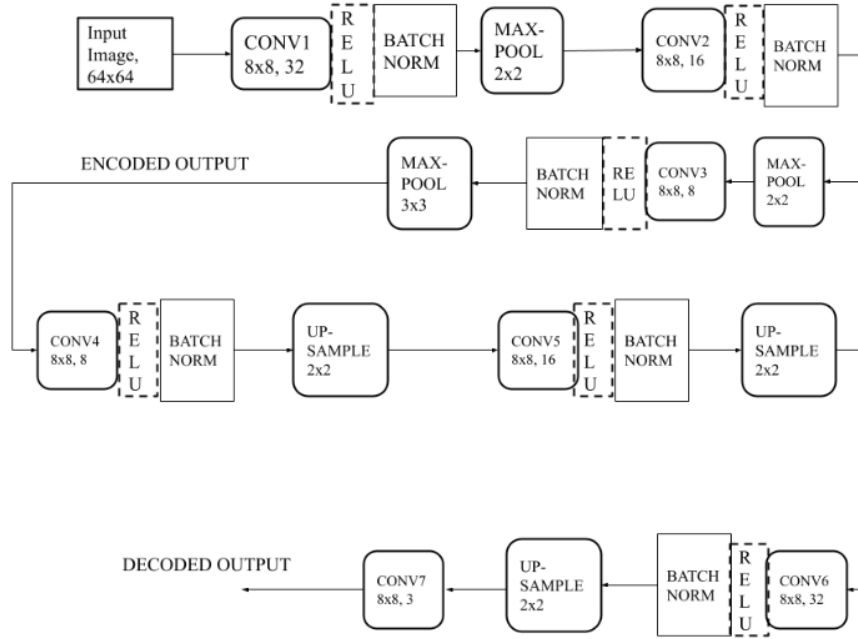 Input
Image,
64x64
CONV1
8x8, 32
R
E
L
U
BATCH
NORM
MAX-
POOL
2x2
CONV2
8x8, 16
R
E
L
U
BATCH
NORM
MAX-
POOL
2x2
CONV3
8x8, 8
RE
LU
BATCH
NORM
MAX-
POOL
3x3
ENCODED OUTPUT
CONV4
8x8, 8
R
E
L
U
BATCH
NORM
UP-
SAMPLE
2x2
CONV5
8x8, 16
R
E
L
U
BATCH
NORM
UP-
SAMPLE
2x2
CONV6
8x8, 32
R
E
L
U
BATCH
NORM
UP-
SAMPLE
2x2
CONV7
8x8, 3
DECODED OUTPUT